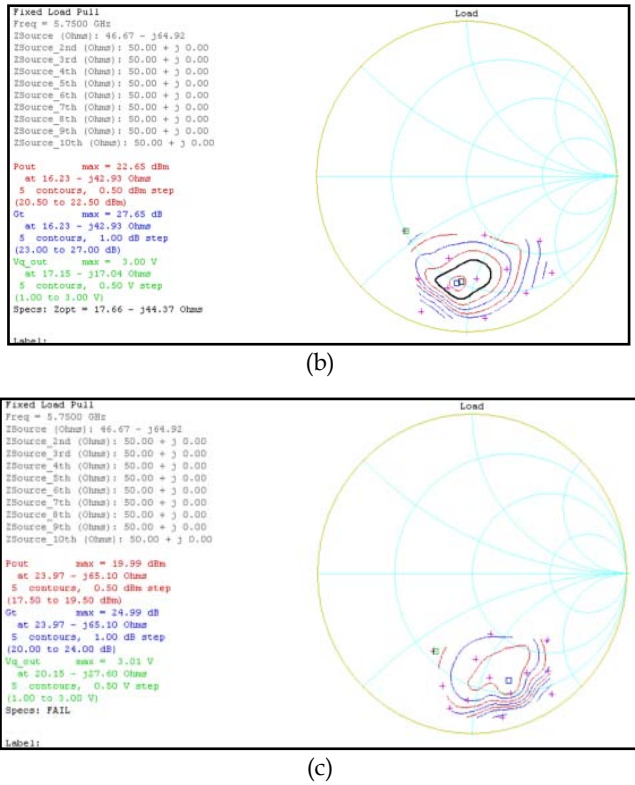 Fixed Load Pull
Freq = 5.7500 GHz
ZSource (Ohms): 46.67 - j64.92
ZSource_2nd (Ohms): 50.00 + j 0.00
ZSource_3rd (Ohms): 50.00 + j 0.00
ZSource_4th (Ohms): 50.00 + j 0.00
ZSource_5th (Ohms): 50.00 + j 0.00
ZSource_6th (Ohms): 50.00 + j 0.00
ZSource_7th (Ohms): 50.00 + j 0.00
ZSource_8th (Ohms): 50.00 + j 0.00
ZSource_9th (Ohms): 50.00 + j 0.00
ZSource_10th (Ohms): 50.00 + j 0.00
Pout max = 22.65 dBm
at 16.23 - j42.93 Ohms
5 contours, 0.50 dBm step
(20.50 to 22.50 dBm)
Gt max = 27.65 dB
at 16.23 - j42.93 Ohms
5 contours, 1.00 dB step
(23.00 to 27.00 dB)
Vq_out max = 3.00 V
at 17.15 - j17.04 Ohms
5 contours, 0.50 V step
(1.00 to 3.00 V)
Specs: Zopt = 17.66 - j44.37 Ohms
Label:
Load
(b)
Fixed Load Pull
Freq = 5.7500 GHz
ZSource (Ohms): 46.67 - j64.92
ZSource_2nd (Ohms): 50.00 + j 0.00
ZSource_3rd (Ohms): 50.00 + j 0.00
ZSource_4th (Ohms): 50.00 + j 0.00
ZSource_5th (Ohms): 50.00 + j 0.00
ZSource_6th (Ohms): 50.00 + j 0.00
ZSource_7th (Ohms): 50.00 + j 0.00
ZSource_8th (Ohms): 50.00 + j 0.00
ZSource_9th (Ohms): 50.00 + j 0.00
ZSource_10th (Ohms): 50.00 + j 0.00
Pout max = 19.99 dBm
at 23.97 - j65.10 Ohms
5 contours, 0.50 dBm step
(17.50 to 19.50 dBm)
Gt max = 24.99 dB
at 23.97 - j65.10 Ohms
5 contours, 1.00 dB step
(20.00 to 24.00 dB)
Vq_out max = 3.01 V
at 20.15 - j27.60 Ohms
5 contours, 0.50 V step
(1.00 to 3.00 V)
Specs: FAIL
Label:
Load
(c)